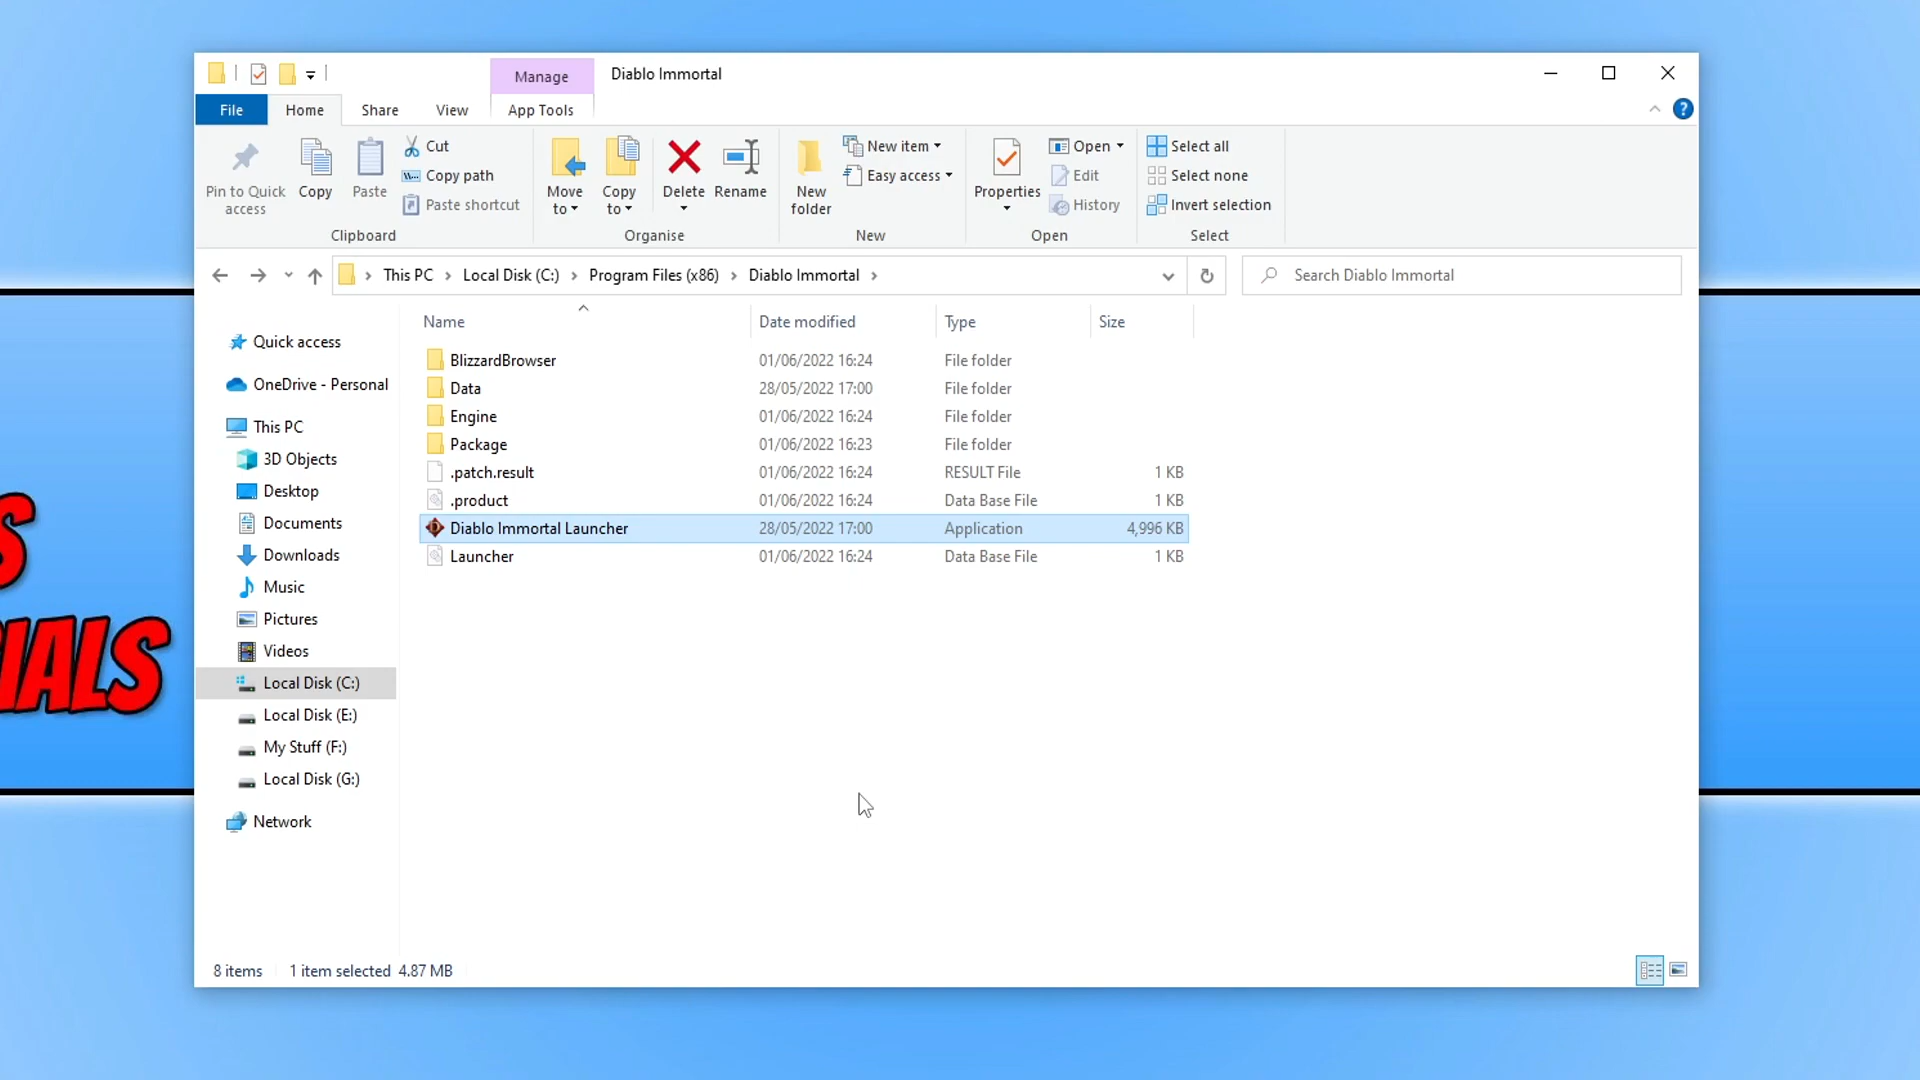 Manage
Diablo Immortal
File
Home
Share
View
App Tools
Pin to Quick access
Copy
Paste
Cut
Copy path
Paste shortcut
Clipboard
Move to
Copy to
Delete
Rename
Organise
New folder
New item
Easy access
New
Properties
Open
Edit
History
Open
Select all
Select none
Invert selection
Select
This PC
Local Disk (C:)
Program Files (x86)
Diablo Immortal
Search Diablo Immortal
Quick access
OneDrive - Personal
This PC
3D Objects
Desktop
Documents
Downloads
Music
Pictures
Videos
Local Disk (C:)
Local Disk (E:)
My Stuff (F:)
Local Disk (G:)
Network
Name Date modified Type Size
BlizzardBrowser 01/06/2022 16:24 File folder
Data 28/05/2022 17:00 File folder
Engine 01/06/2022 16:24 File folder
Package 01/06/2022 16:23 File folder
.patch.result 01/06/2022 16:24 RESULT File 1 KB
.product 01/06/2022 16:24 Data Base File 1 KB
Diablo Immortal Launcher 28/05/2022 17:00 Application 4,996 KB
Launcher 01/06/2022 16:24 Data Base File 1 KB
8 items 1 item selected 4.87 MB